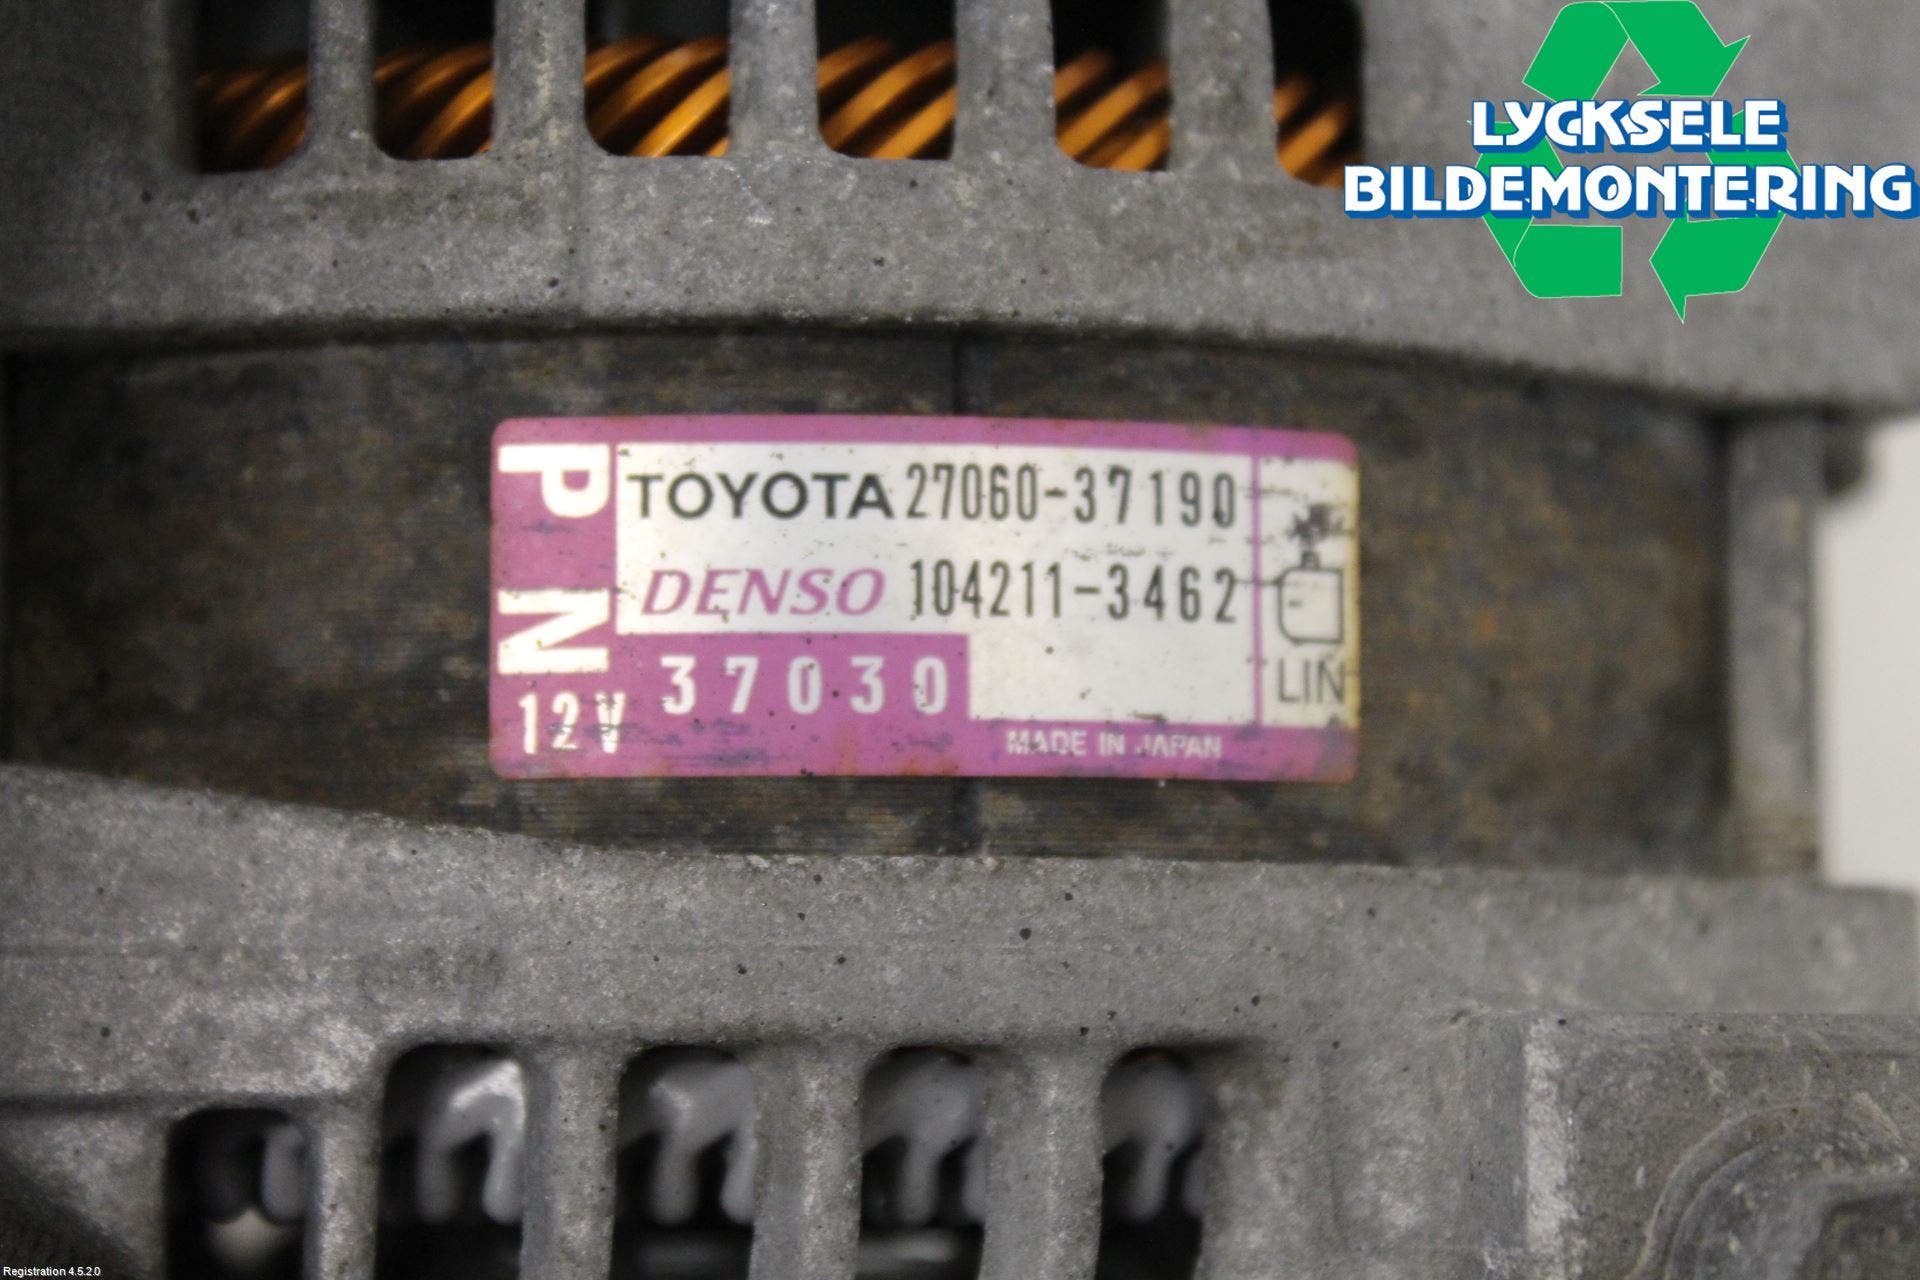 LYCKSELE
BILDEMONTERING
PN
TOYOTA 27060-37190
DENSO 104211-3462
37030
12V
LIN
MADE IN JAPAN
Registration 4.5.2.0